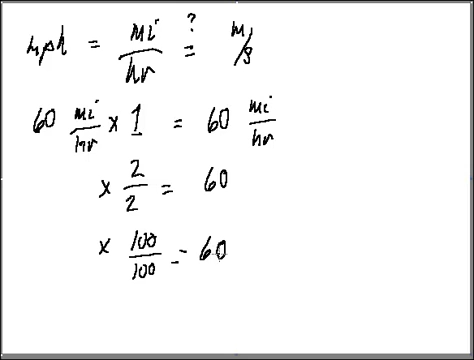 mph = mi/hr ?= m/s
60 mi/hr x 1 = 60 mi/hr
x 2/2 = 60
x 100/100 = 60